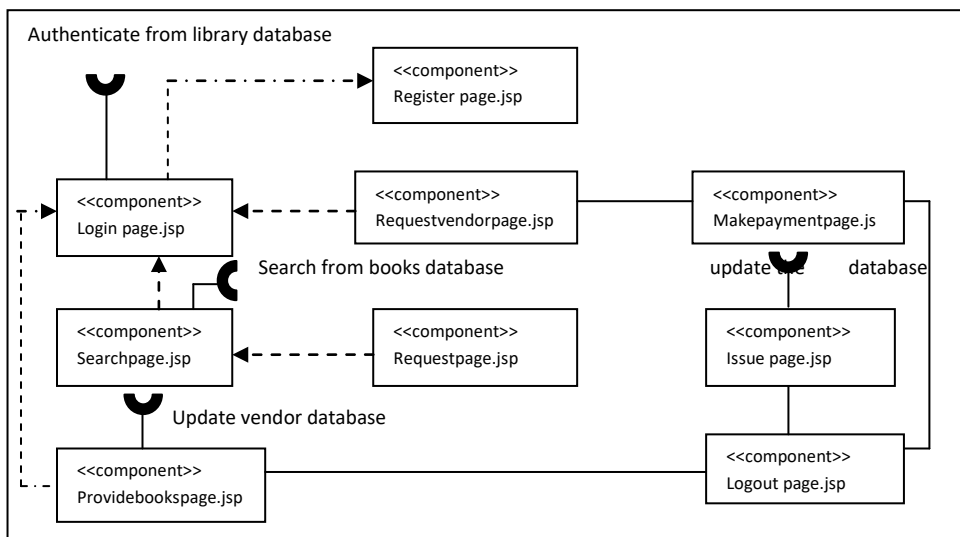 Authenticate from library database
<<component>>
Register page.jsp
<<component>>
Login page.jsp
<<component>>
Requestvendorpage.jsp
<<component>>
Makepaymentpage.js
Search from books database
update the database
<<component>>
Searchpage.jsp
<<component>>
Requestpage.jsp
<<component>>
Issue page.jsp
Update vendor database
<<component>>
Providebookspage.jsp
<<component>>
Logout page.jsp